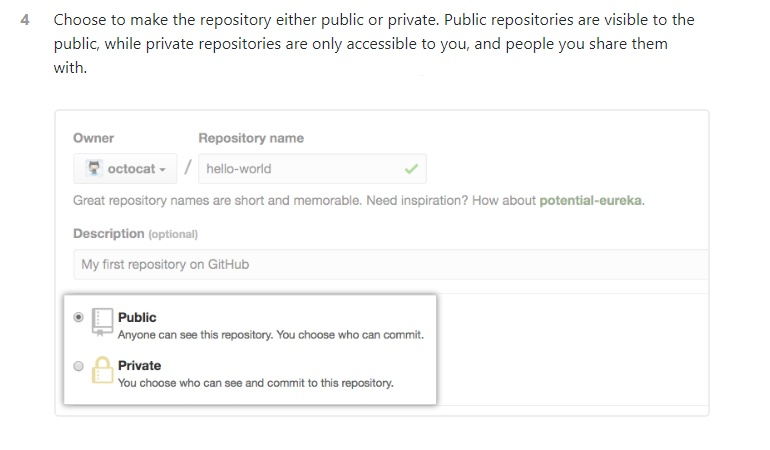 4 Choose to make the repository either public or private. Public repositories are visible to the
public, while private repositories are only accessible to you, and people you share them
with.
Owner Repository name
octocat / hello-world
Great repository names are short and memorable. Need inspiration? How about potential-eureka.
Description (optional)
My first repository on GitHub
Public
Anyone can see this repository. You choose who can commit.
Private
You choose who can see and commit to this repository.